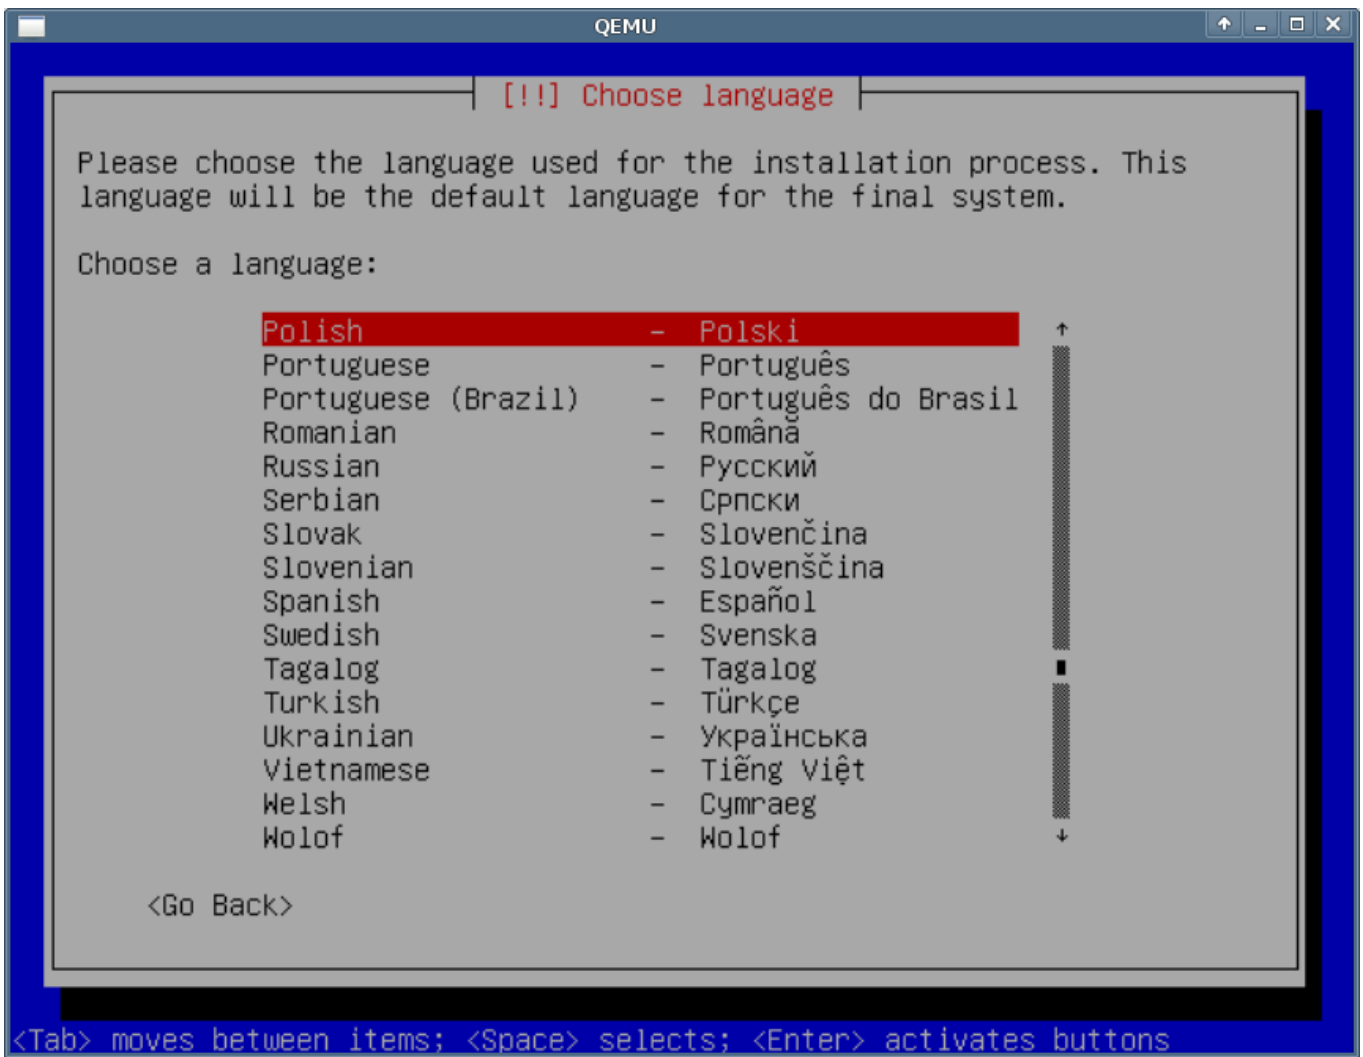 QEMU
[!!] Choose language
Please choose the language used for the installation process. This
language will be the default language for the final system.
Choose a language:
Polish - Polski
Portuguese - Português
Portuguese (Brazil) - Português do Brasil
Romanian - Română
Russian - Русский
Serbian - Српски
Slovak - Slovenčina
Slovenian - Slovenščina
Spanish - Español
Swedish - Svenska
Tagalog - Tagalog
Turkish - Türkçe
Ukrainian - Українська
Vietnamese - Tiếng Việt
Welsh - Cymraeg
Wolof - Wolof
<Go Back>
<Tab> moves between items; <Space> selects; <Enter> activates buttons